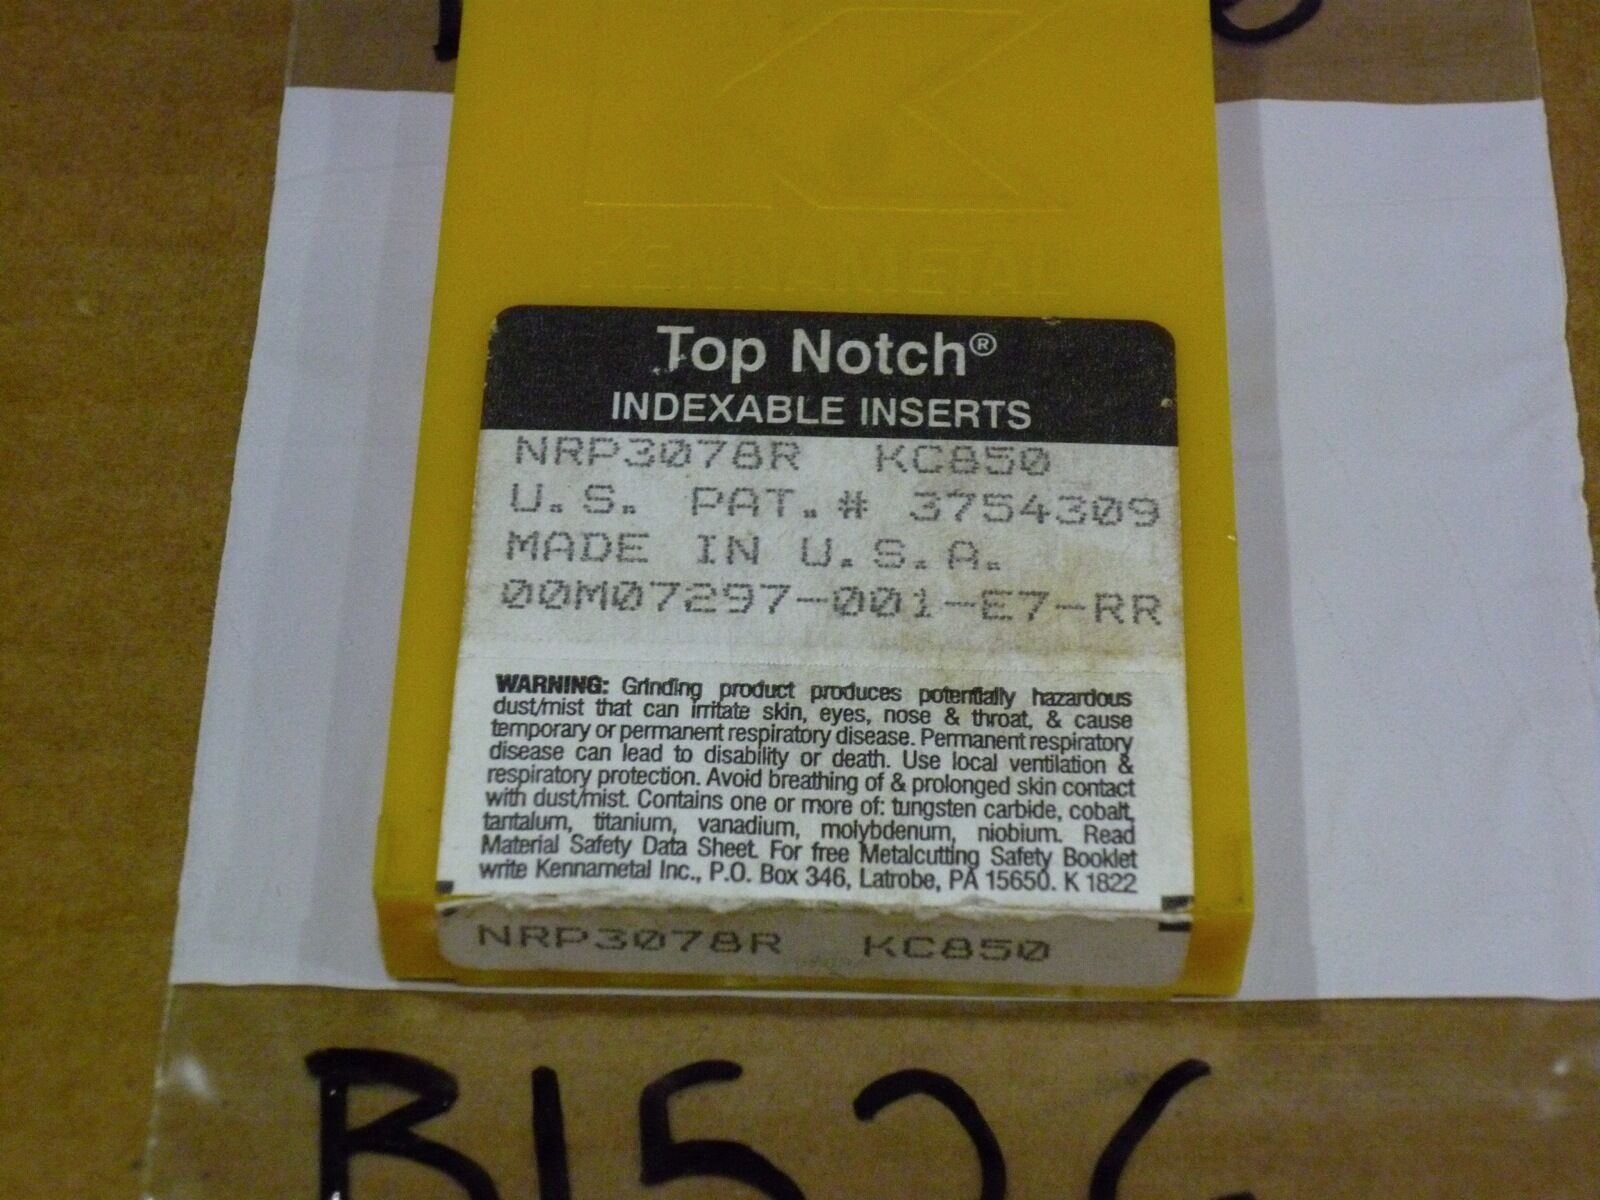 KENNAMETAL
Top Notch®
INDEXABLE INSERTS
NRP3078R KC850
U.S. PAT.# 3754309
MADE IN U.S.A.
00M07297-001-E7-RR
WARNING: Grinding product produces potentially hazardous
dust/mist that can irritate skin, eyes, nose & throat, & cause
temporary or permanent respiratory disease. Permanent respiratory
disease can lead to disability or death. Use local ventilation &
respiratory protection. Avoid breathing of & prolonged skin contact
with dust/mist. Contains one or more of: tungsten carbide, cobalt,
tantalum, titanium, vanadium, molybdenum, niobium. Read
Material Safety Data Sheet. For free Metalcutting Safety Booklet
write Kennametal Inc., P.O. Box 346, Latrobe, PA 15650. K 1822
NRP3078R KC850
B1526